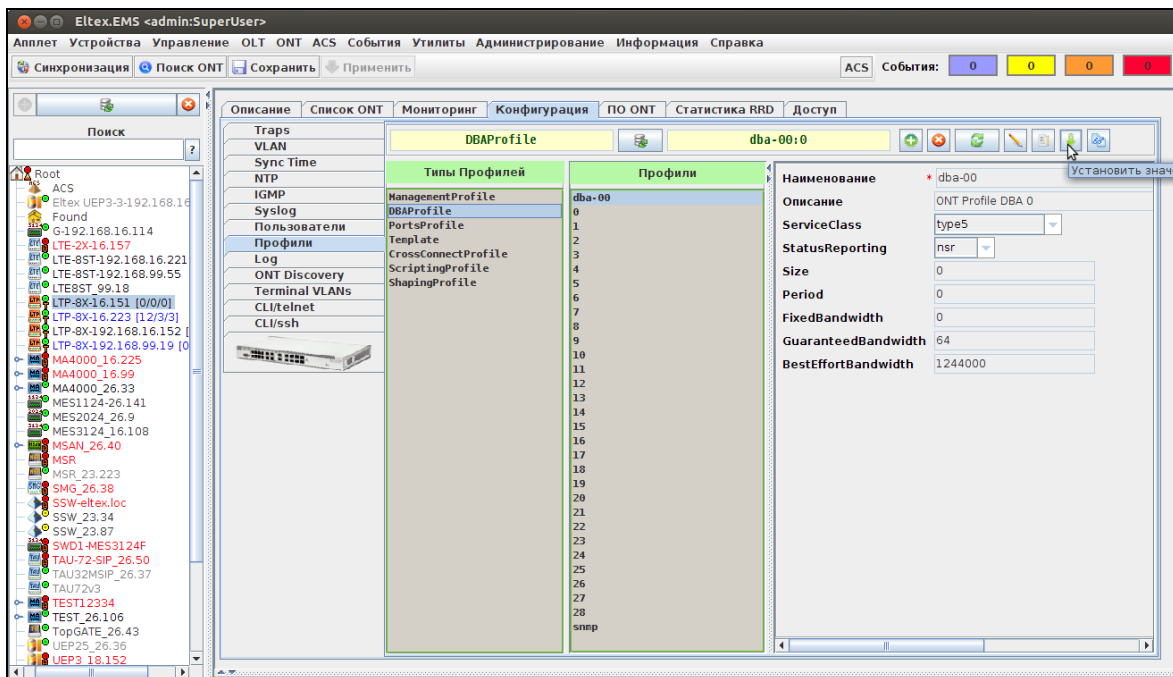 Eltex.EMS <admin:SuperUser>
Апплет Устройства Управление OLT ONT ACS События Утилиты Администрирование Информация Справка
Синхронизация Поиск ONT Сохранить Применить ACS События: 0 0 0 0
Поиск
?
Root
ACS
Eltex UEP3-3-192.168.16
Found
G-192.168.16.114
LTE-2X-16.157
LTE-8ST-192.168.16.221
LTE-8ST-192.168.99.55
LTE8ST_99.18
LTP-8X-16.151 [0/0/0]
LTP-8X-16.223 [12/3/3]
LTP-8X-192.168.16.152 [
LTP-8X-192.168.99.19 [0
MA4000_16.225
MA4000_16.99
MA4000_26.33
MES1124-26.141
MES2024_26.9
MES3124_16.108
MSAN_26.40
MSR
MSR_23.223
SMG_26.38
SSW-eltex.loc
SSW_23.34
SSW_23.87
SWD1-MES3124F
TAU-72-SIP_26.50
TAU32MSIP_26.37
TAU72v3
TEST12334
TEST_26.106
TopGATE_26.43
UEP25_26.36
UEP3_18.152
Описание Список ONT Мониторинг Конфигурация ПО ONT Статистика RRD Доступ
Traps
VLAN
Sync Time
NTP
IGMP
Syslog
Пользователи
Профили
Log
ONT Discovery
Terminal VLANs
CLI/telnet
CLI/ssh
DBAProfile dba-00:0
Установить знач
Типы Профилей
ManagementProfile
DBAProfile
PortsProfile
Template
CrossConnectProfile
ScriptingProfile
ShapingProfile
Профили
dba-00
0
1
2
3
4
5
6
7
8
9
10
11
12
13
14
15
16
17
18
19
20
21
22
23
24
25
26
27
28
snmp
Наименование * dba-00
Описание ONT Profile DBA 0
ServiceClass type5
StatusReporting nsr
Size 0
Period 0
FixedBandwidth 0
GuaranteedBandwidth 64
BestEffortBandwidth 1244000